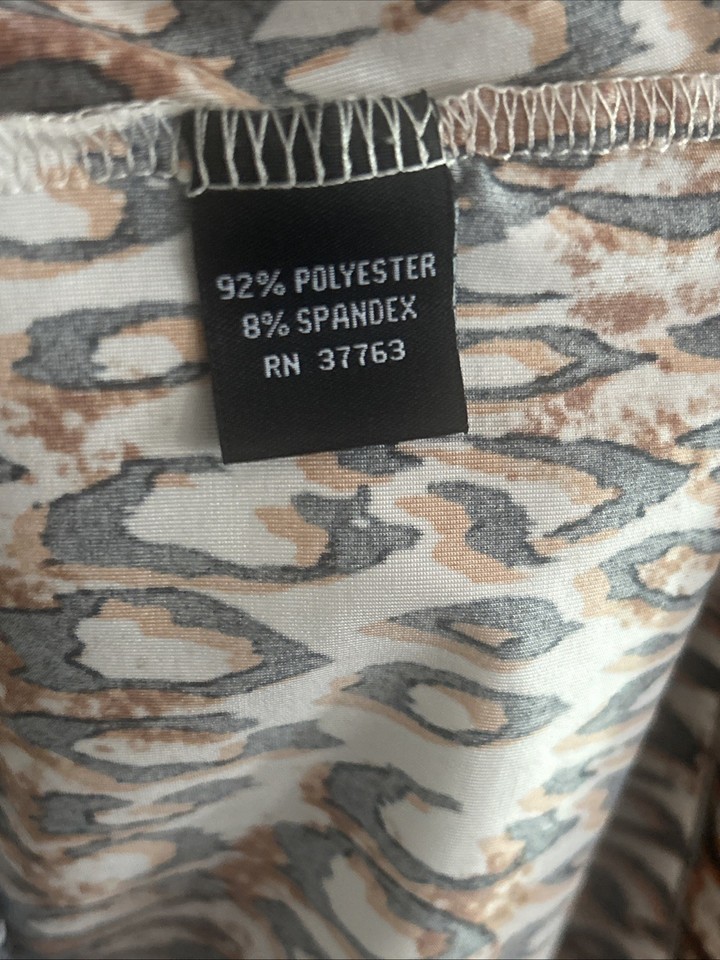 92% POLYESTER
8% SPANDEX
RN 37763